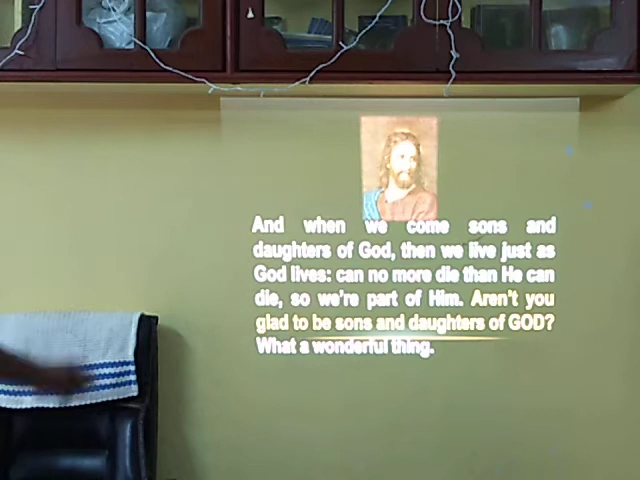 And when we come sons and
daughters of God, then we live just as
God lives: can no more die than He can
die, so we're part of Him. Aren't you
glad to be sons and daughters of GOD?
What a wonderful thing.